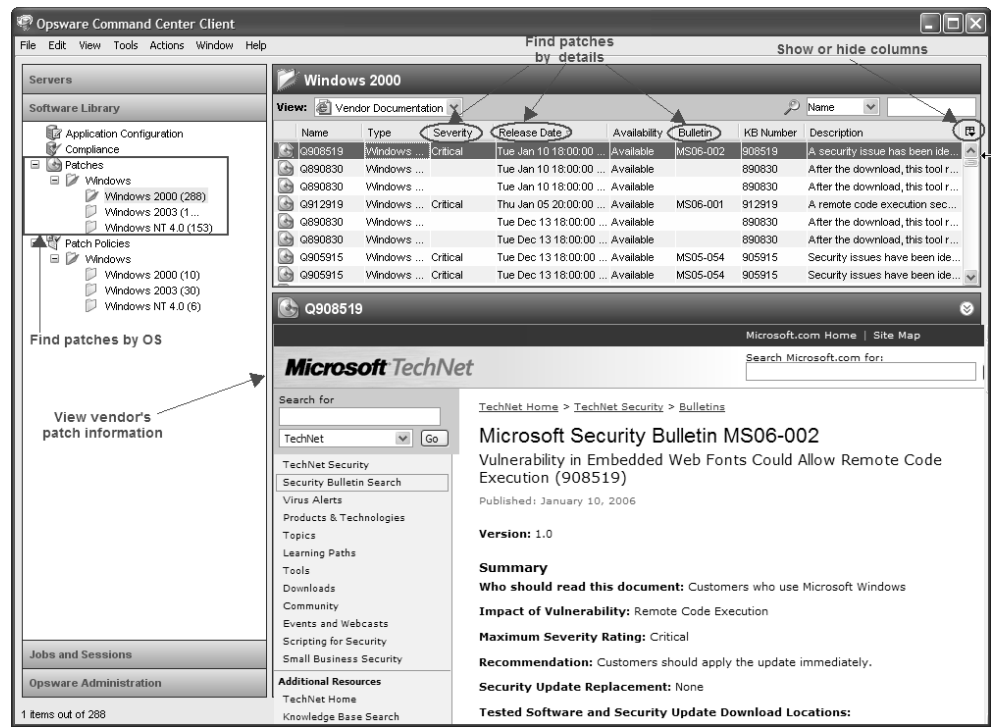 Opsware Command Center Client
File Edit View Tools Actions Window Help
Find patches
by details
Show or hide columns
Servers
Software Library
Application Configuration
Compliance
Patches
Windows
Windows 2000 (288)
Windows 2003 (1...
Windows NT 4.0 (153)
Patch Policies
Windows
Windows 2000 (10)
Windows 2003 (30)
Windows NT 4.0 (6)
Find patches by OS
View vendor's
patch information
Jobs and Sessions
Opsware Administration
1 items out of 288
Windows 2000
View: Vendor Documentation Name
Name Type Severity Release Date Availability Bulletin KB Number Description
Q908519 Windows ... Critical Tue Jan 10 18:00:00 ... Available MS06-002 908519 A security issue has been ide...
Q890830 Windows ... Tue Jan 10 18:00:00 ... Available 890830 After the download, this tool r...
Q890830 Windows ... Tue Jan 10 18:00:00 ... Available 890830 After the download, this tool r...
Q912919 Windows ... Critical Thu Jan 05 20:00:00 ... Available MS06-001 912919 A remote code execution sec...
Q890830 Windows ... Tue Dec 13 18:00:00 ... Available 890830 After the download, this tool r...
Q890830 Windows ... Tue Dec 13 18:00:00 ... Available 890830 After the download, this tool r...
Q905915 Windows ... Critical Tue Dec 13 18:00:00 ... Available MS05-054 905915 Security issues have been ide...
Q905915 Windows ... Critical Tue Dec 13 18:00:00 ... Available MS05-054 905915 Security issues have been ide...
Q908519
Microsoft.com Home | Site Map
Microsoft TechNet
Search Microsoft.com for:
Search for
TechNet Go
TechNet Security
Security Bulletin Search
Virus Alerts
Products & Technologies
Topics
Learning Paths
Tools
Downloads
Community
Events and Webcasts
Scripting for Security
Small Business Security
Additional Resources
TechNet Home
Knowledge Base Search
TechNet Home > TechNet Security > Bulletins
Microsoft Security Bulletin MS06-002
Vulnerability in Embedded Web Fonts Could Allow Remote Code
Execution (908519)
Published: January 10, 2006
Version: 1.0
Summary
Who should read this document: Customers who use Microsoft Windows
Impact of Vulnerability: Remote Code Execution
Maximum Severity Rating: Critical
Recommendation: Customers should apply the update immediately.
Security Update Replacement: None
Tested Software and Security Update Download Locations: